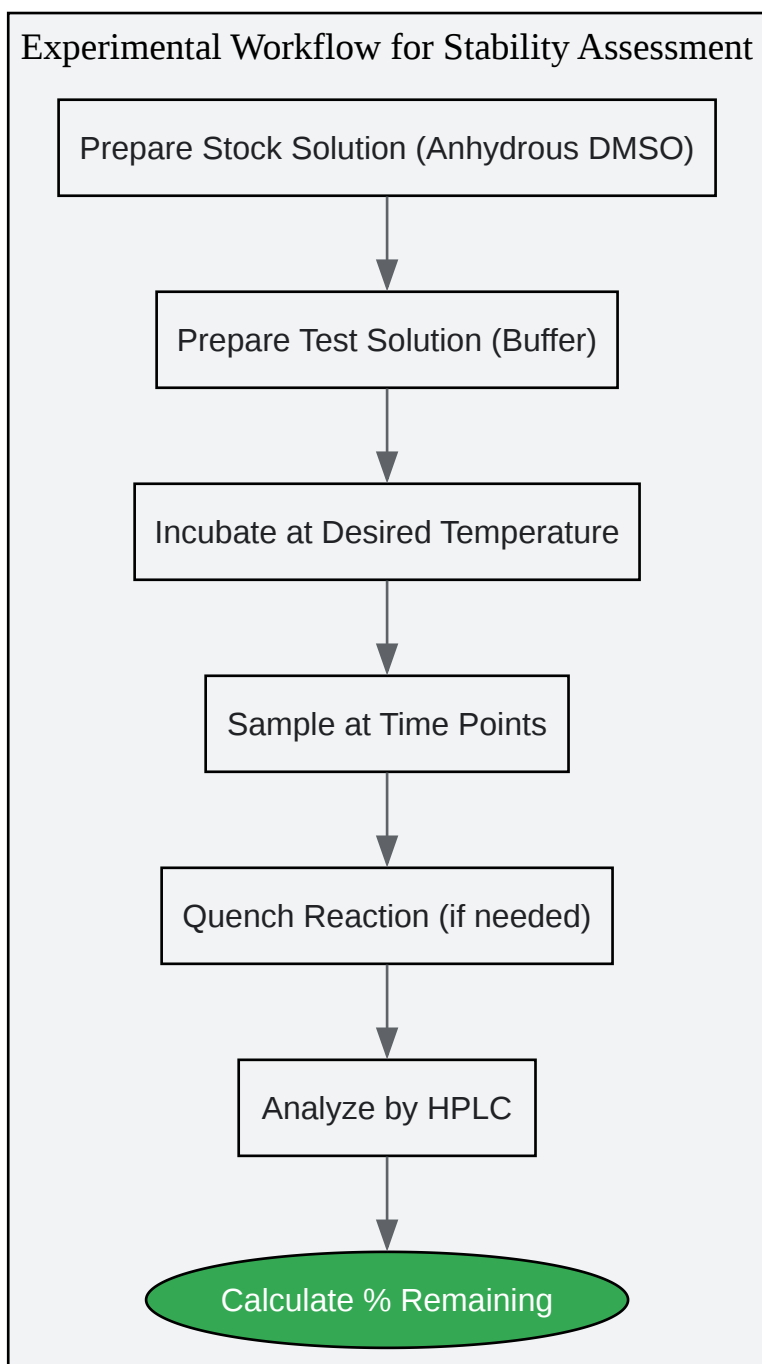 Experimental Workflow for Stability Assessment
Prepare Stock Solution (Anhydrous DMSO)
Prepare Test Solution (Buffer)
Incubate at Desired Temperature
Sample at Time Points
Quench Reaction (if needed)
Analyze by HPLC
Calculate % Remaining